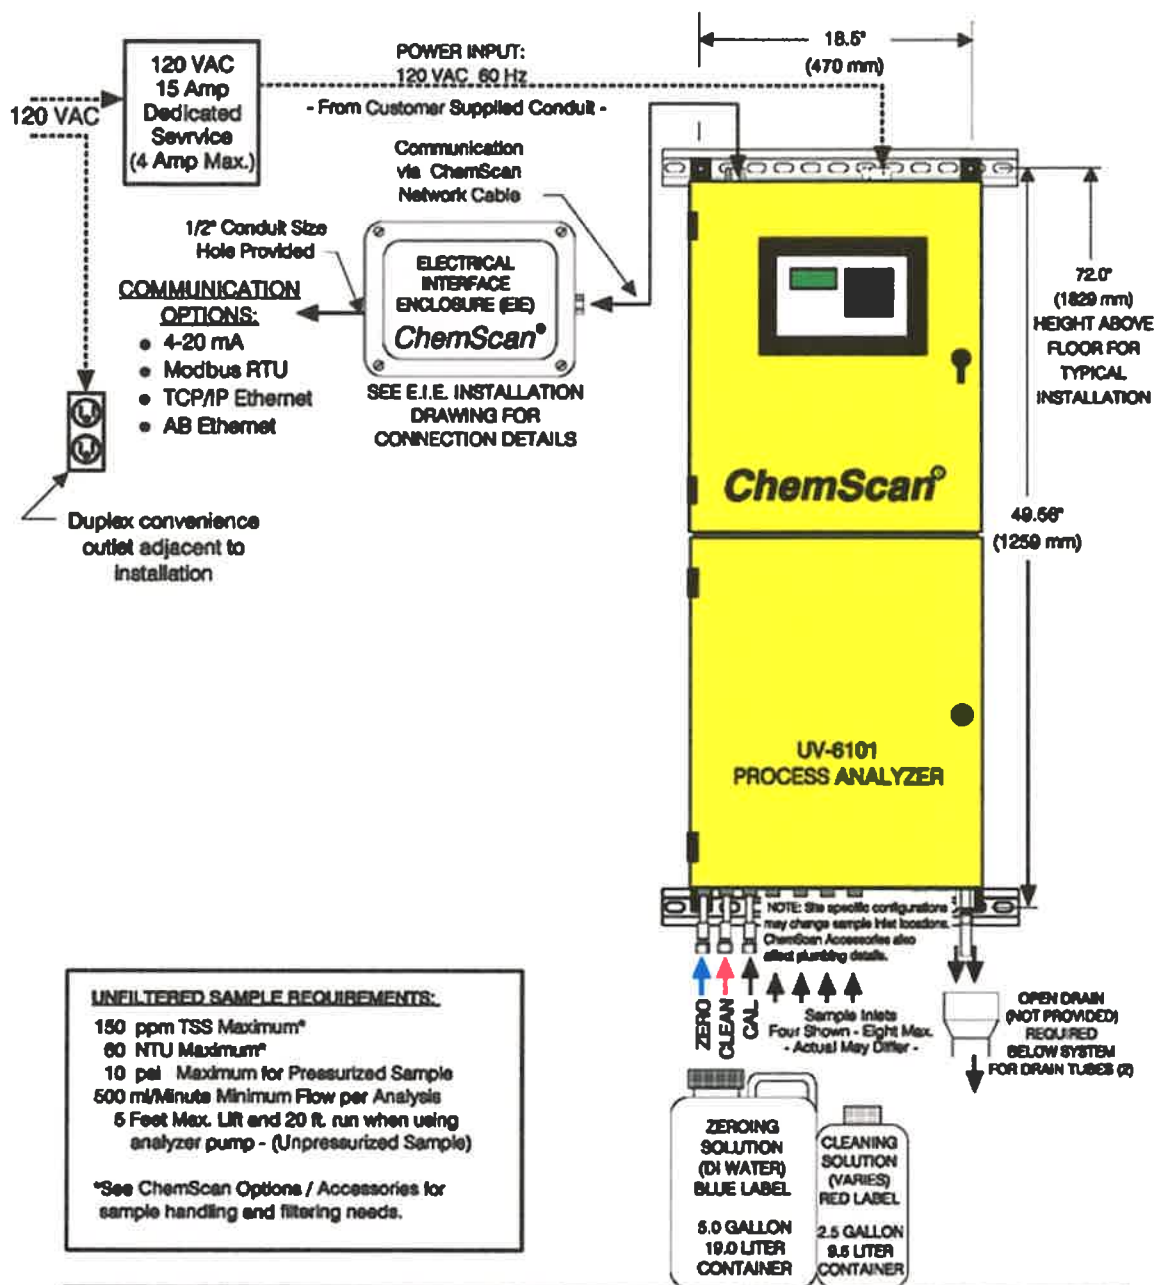 120 VAC
15 Amp
Dedicated
Sevrvice
(4 Amp Max.)
120 VAC
POWER INPUT:
120 VAC 60 Hz
- From Customer Supplied Conduit -
18.5"
(470 mm)
Communication
via ChemScan
Network Cable
1/2" Conduit Size
Hole Provided
ELECTRICAL
INTERFACE
ENCLOSURE (EIE)
ChemScan®
SEE E.I.E. INSTALLATION
DRAWING FOR
CONNECTION DETAILS
COMMUNICATION
OPTIONS:
● 4-20 mA
● Modbus RTU
● TCP/IP Ethernet
● AB Ethernet
Duplex convenience
outlet adjacent to
installation
72.0"
(1829 mm)
HEIGHT ABOVE
FLOOR FOR
TYPICAL
INSTALLATION
ChemScan®
49.56"
(1259 mm)
UV-6101
PROCESS ANALYZER
NOTE: Site specific configurations
may change sample inlet locations.
ChemScan Accessories also
affect plumbing details.
ZERO
CLEAN
CAL
Sample Inlets
Four Shown - Eight Max.
- Actual May Differ -
OPEN DRAIN
(NOT PROVIDED)
REQUIRED
BELOW SYSTEM
FOR DRAIN TUBES (2)
ZEROING
SOLUTION
(DI WATER)
BLUE LABEL
5.0 GALLON
19.0 LITER
CONTAINER
CLEANING
SOLUTION
(VARIES)
RED LABEL
2.5 GALLON
9.5 LITER
CONTAINER
UNFILTERED SAMPLE REQUIREMENTS:
150 ppm TSS Maximum*
60 NTU Maximum*
10 psi Maximum for Pressurized Sample
500 ml/Minute Minimum Flow per Analysis
5 Feet Max. Lift and 20 ft. run when using
analyzer pump - (Unpressurized Sample)
*See ChemScan Options / Accessories for
sample handling and filtering needs.